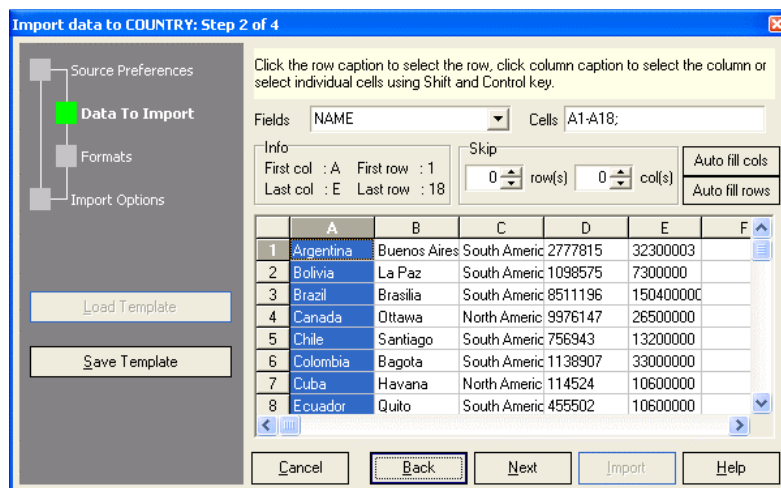 Import data to COUNTRY: Step 2 of 4
Source Preferences
Data To Import
Formats
Import Options
Load Template
Save Template
Click the row caption to select the row, click column caption to select the column or
select individual cells using Shift and Control key.
Fields NAME Cells A1-A18;
Info
First col : A First row : 1
Last col : E Last row : 18
Skip
0 row(s) 0 col(s)
Auto fill cols
Auto fill rows
A B C D E F
1 Argentina Buenos Aires South Americ 2777815 32300003
2 Bolivia La Paz South Americ 1098575 7300000
3 Brazil Brasilia South Americ 8511196 150400000
4 Canada Ottawa North Americ 9976147 26500000
5 Chile Santiago South Americ 756943 13200000
6 Colombia Bagota South Americ 1138907 33000000
7 Cuba Havana North Americ 114524 10600000
8 Ecuador Quito South Americ 455502 10600000
Cancel Back Next Import Help